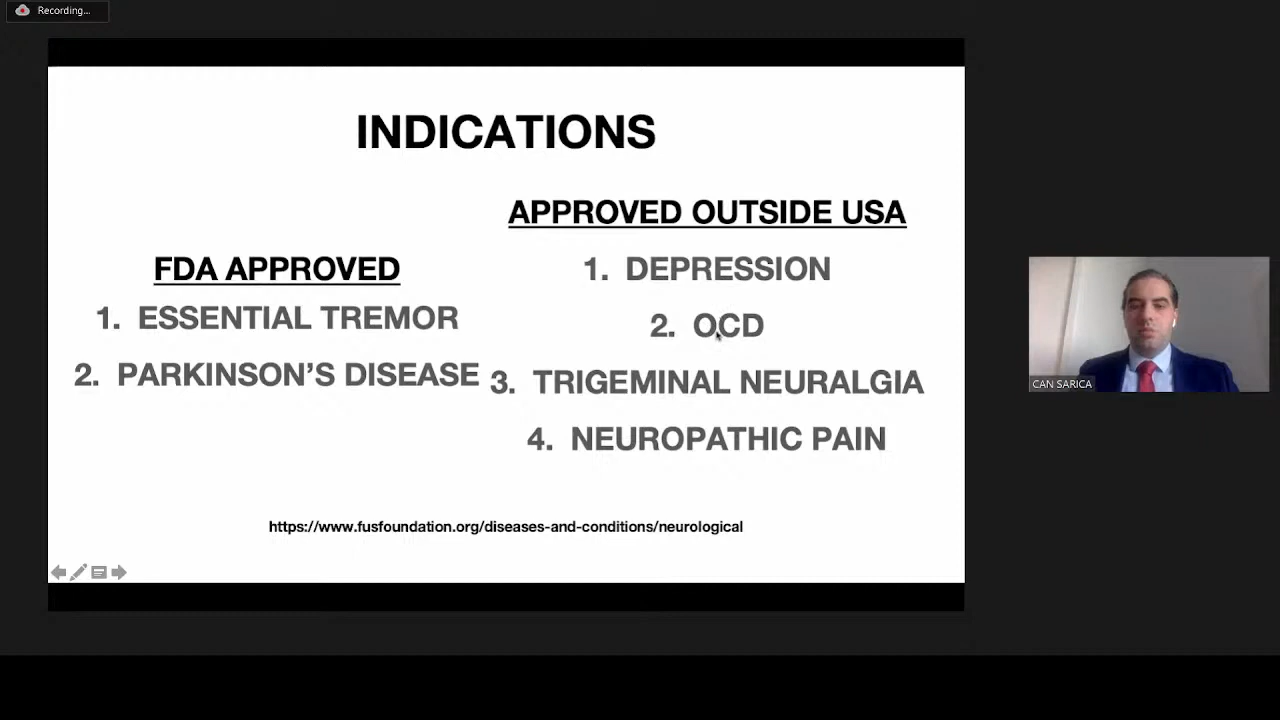 Recording...
INDICATIONS
FDA APPROVED
1. ESSENTIAL TREMOR
2. PARKINSON'S DISEASE
APPROVED OUTSIDE USA
1. DEPRESSION
2. OCD
3. TRIGEMINAL NEURALGIA
4. NEUROPATHIC PAIN
https://www.fusfoundation.org/diseases-and-conditions/neurological
CAN SARICA